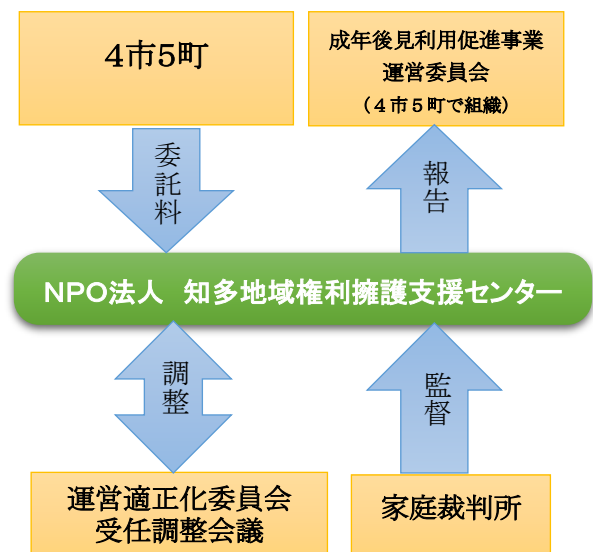 4市5町
成年後見利用促進事業
運営委員会
（４市５町で組織）
委託料
報告
NPO法人　知多地域権利擁護支援センター
調整
監督
運営適正化委員会
受任調整会議
家庭裁判所